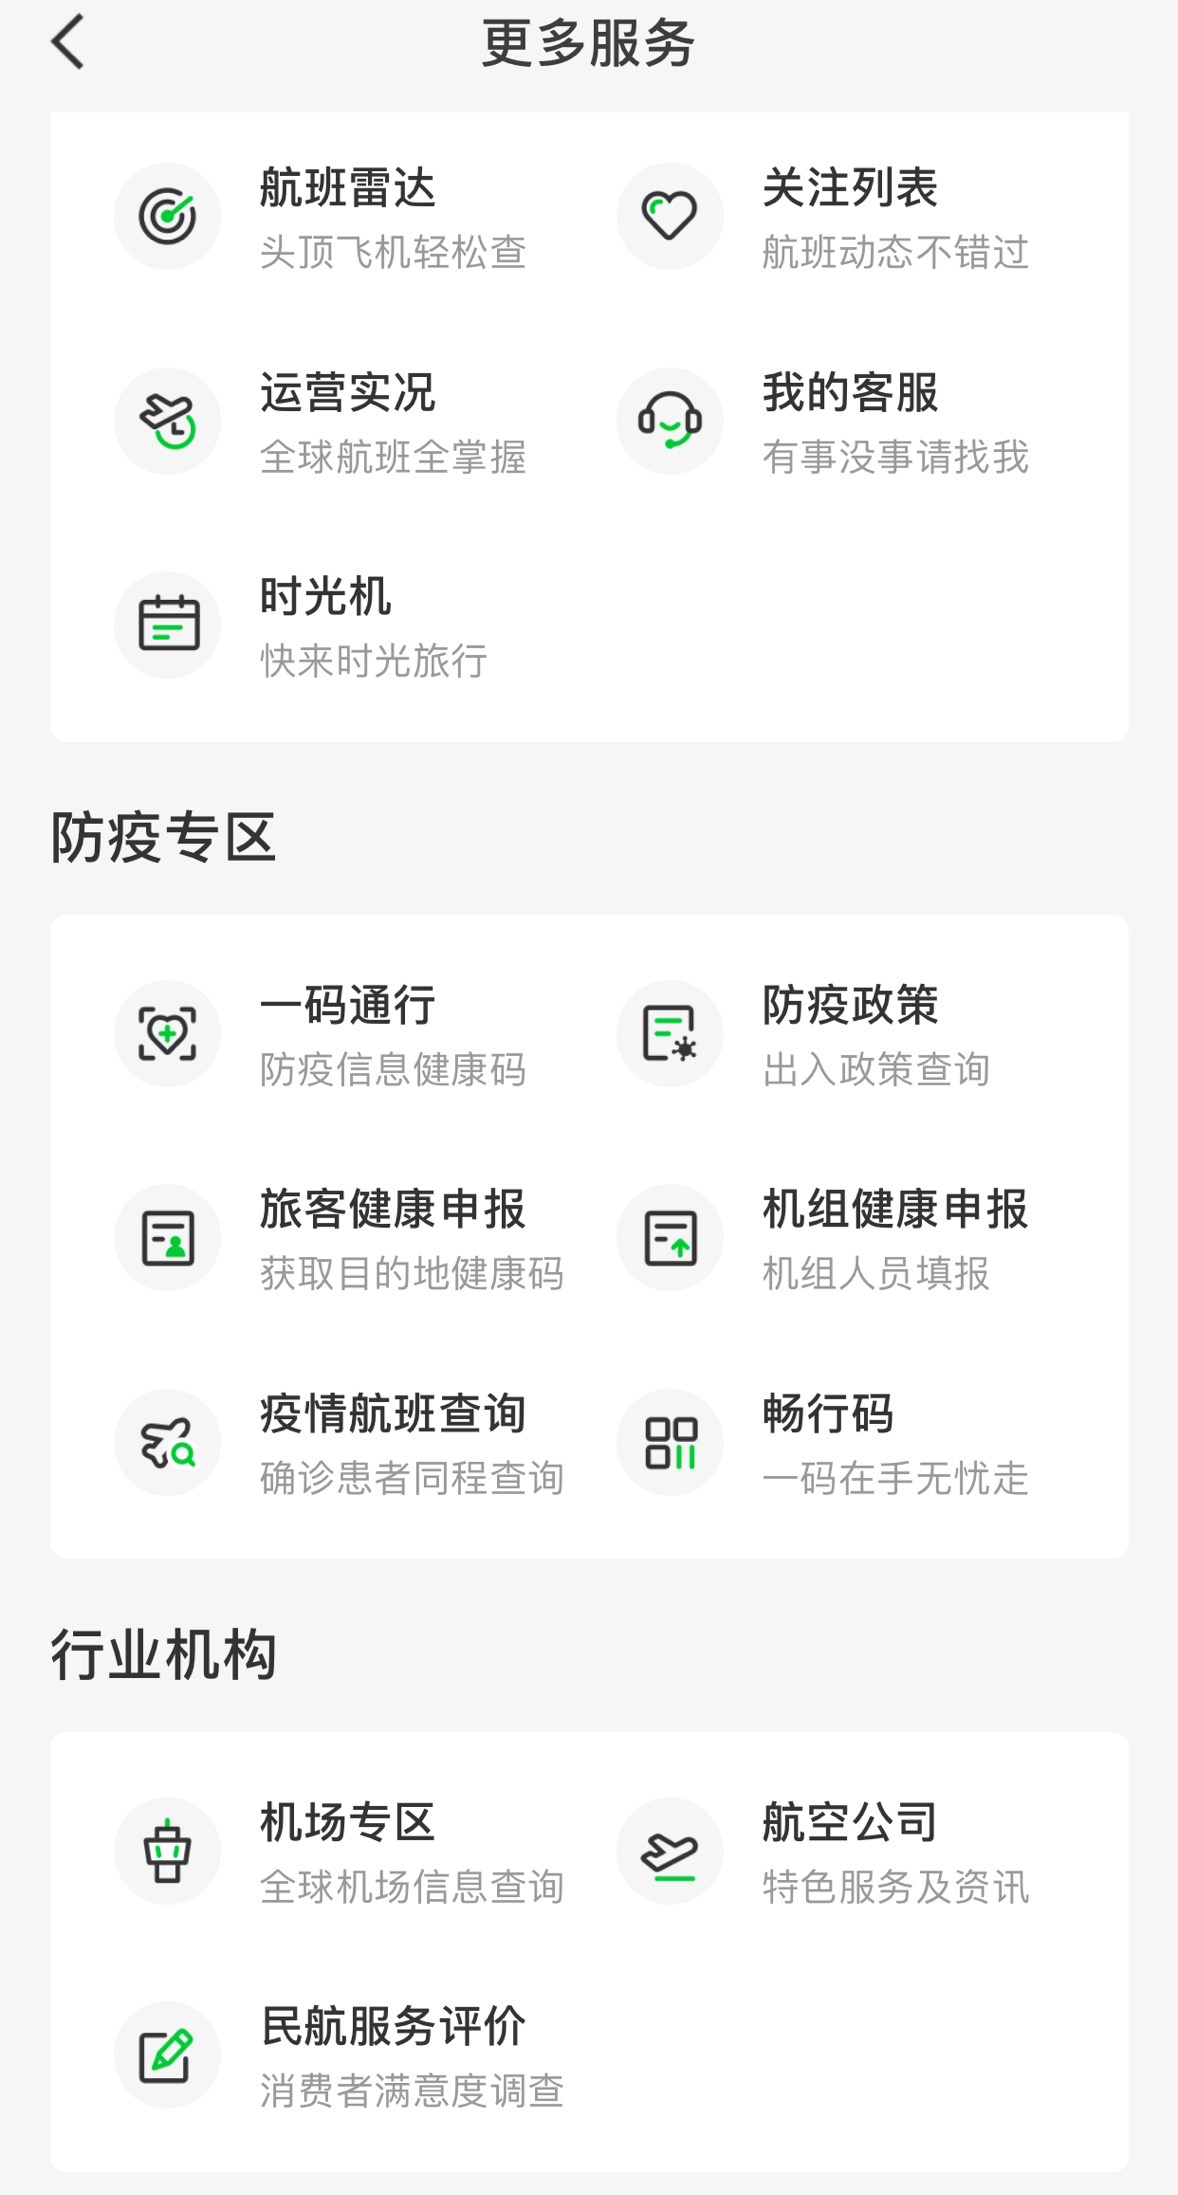 更多服务
航班雷达
头顶飞机轻松查
关注列表
航班动态不错过
运营实况
全球航班全掌握
我的客服
有事没事请找我
时光机
快来时光旅行
防疫专区
一码通行
防疫信息健康码
防疫政策
出入政策查询
旅客健康申报
获取目的地健康码
机组健康申报
机组人员填报
疫情航班查询
确诊患者同程查询
畅行码
一码在手无忧走
行业机构
机场专区
全球机场信息查询
航空公司
特色服务及资讯
民航服务评价
消费者满意度调查